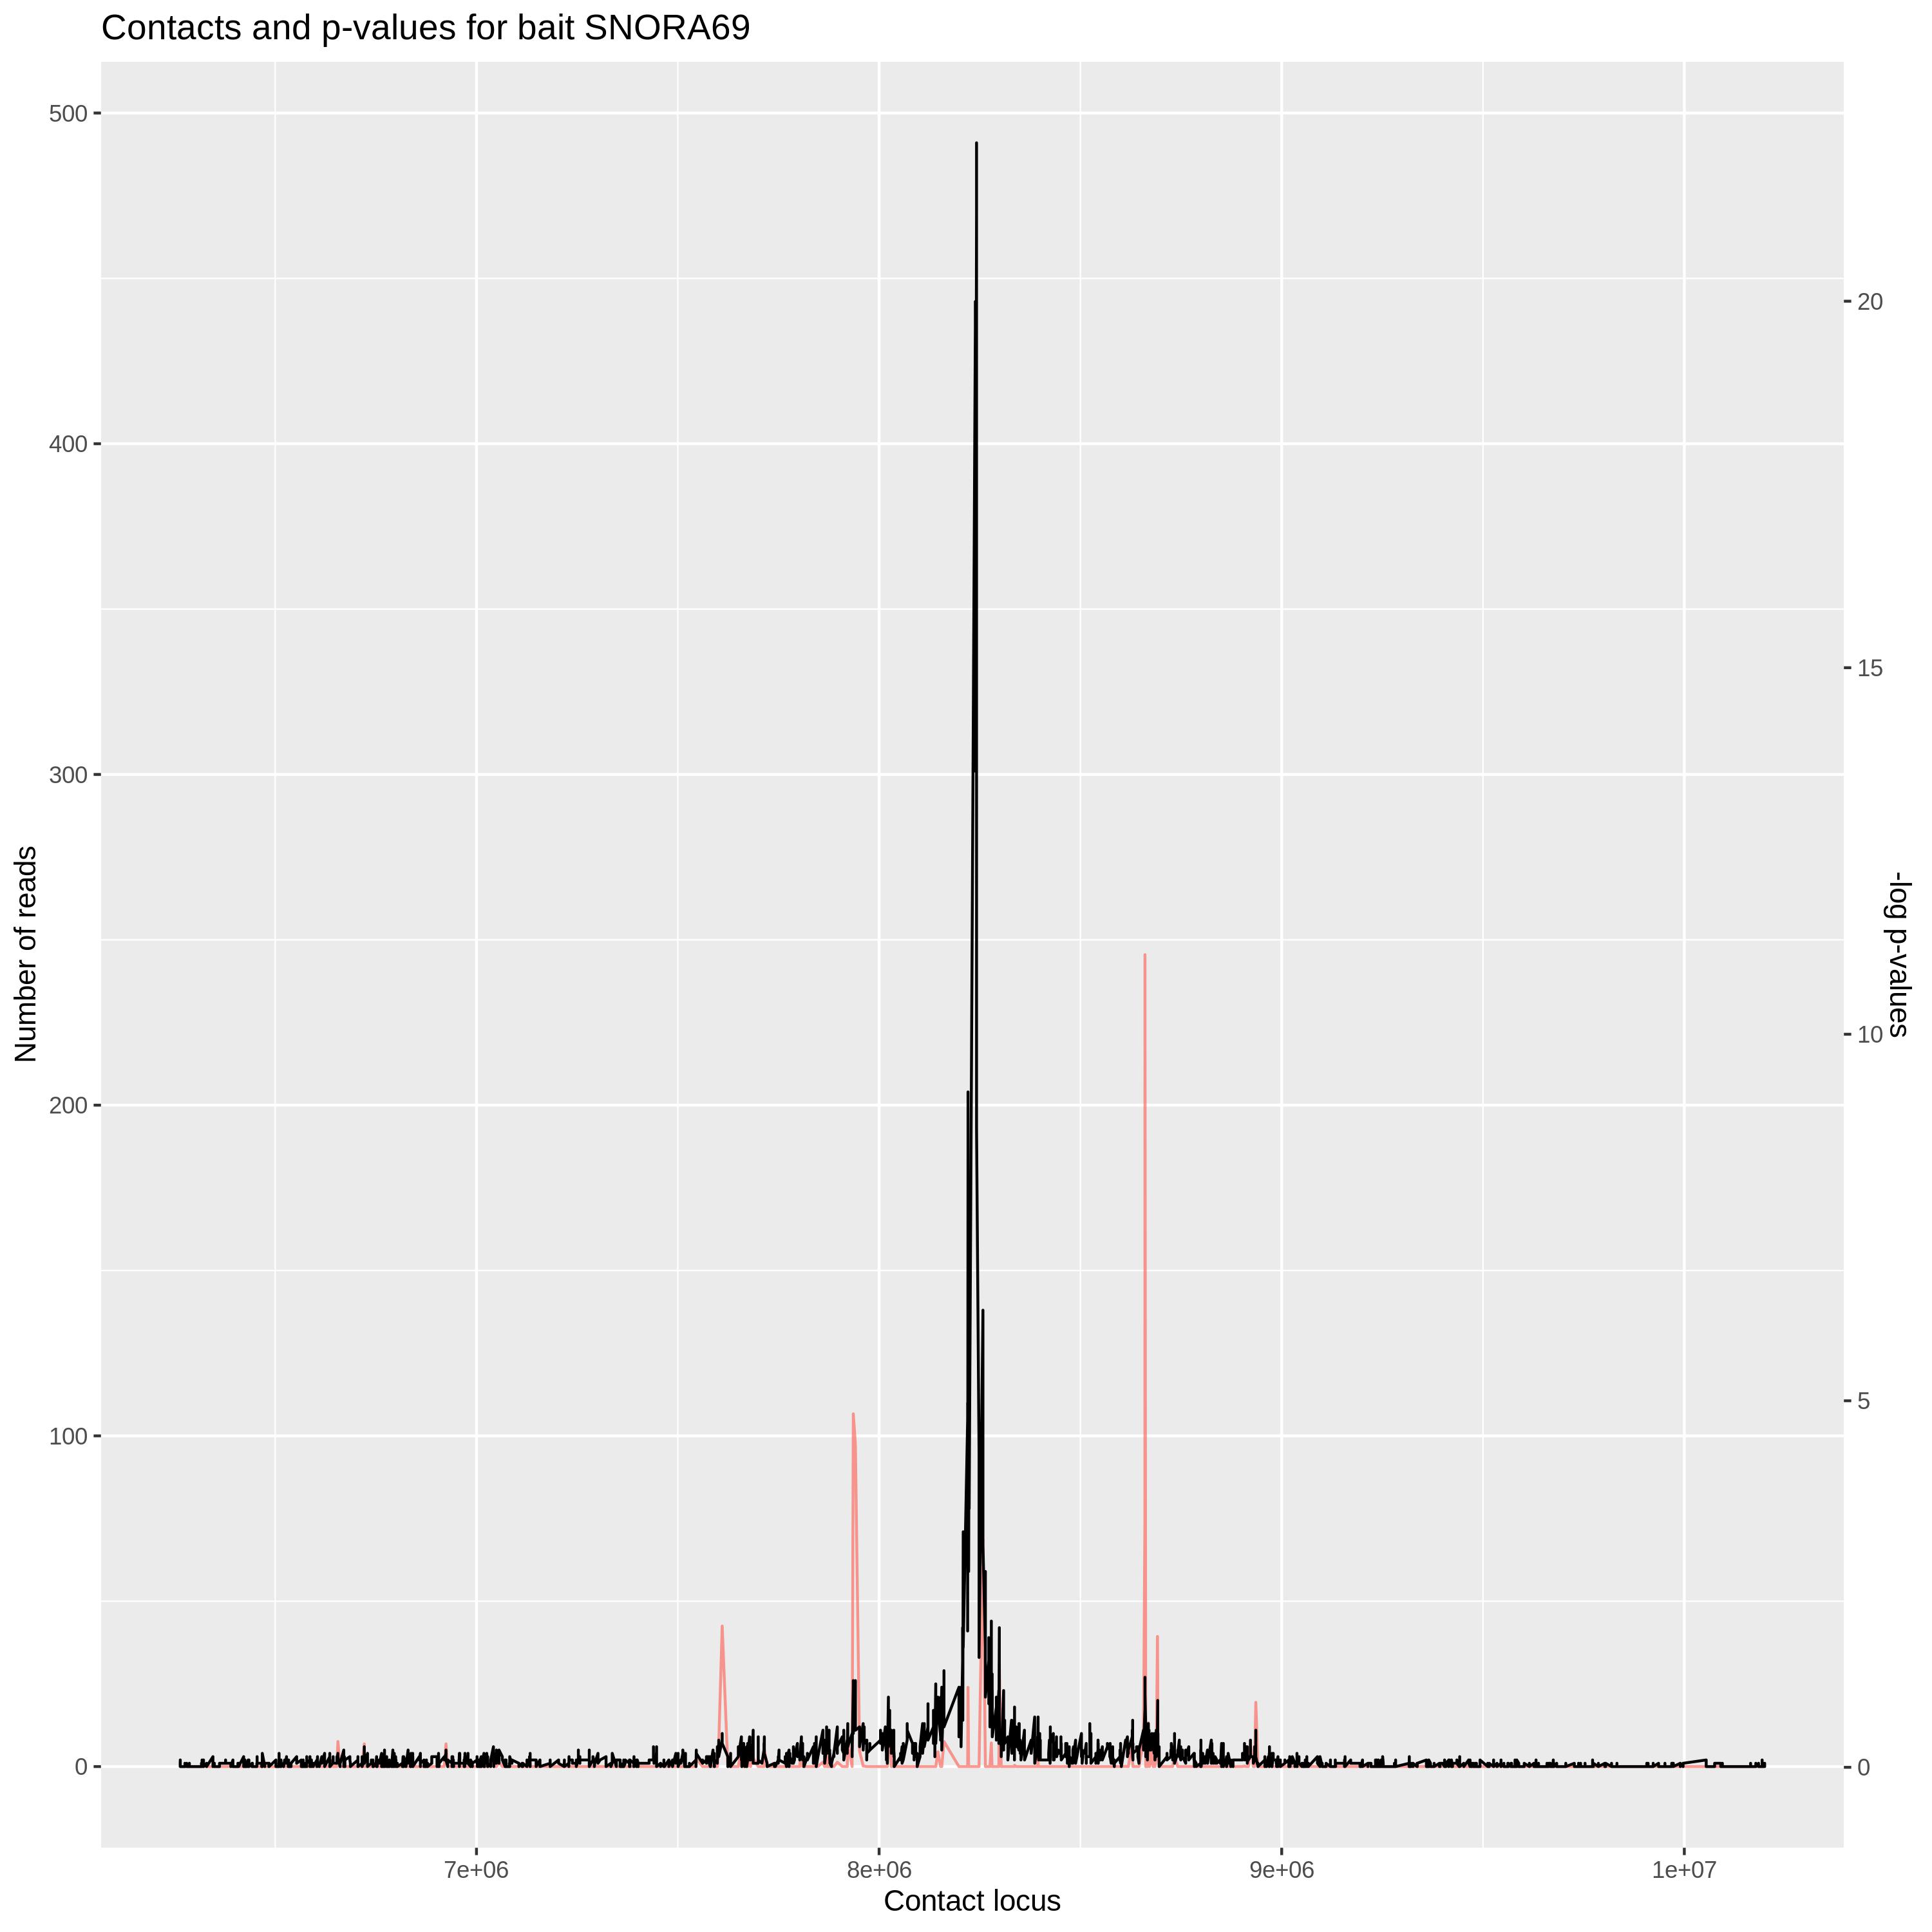 Contacts and p-values for bait SNORA69
500
400
300
200
100
0
Number of reads
20
15
10
5
0
-log p-values
7e+06
8e+06
9e+06
1e+07
Contact locus